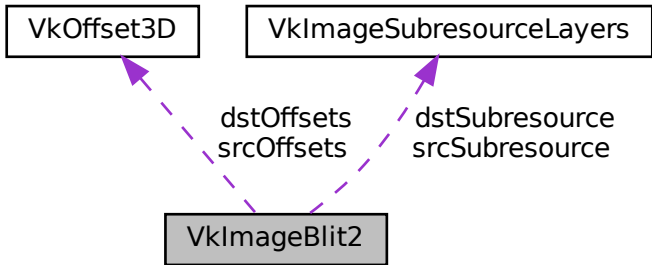 VkOffset3D
VkImageSubresourceLayers
dstOffsets
srcOffsets
dstSubresource
srcSubresource
VkImageBlit2